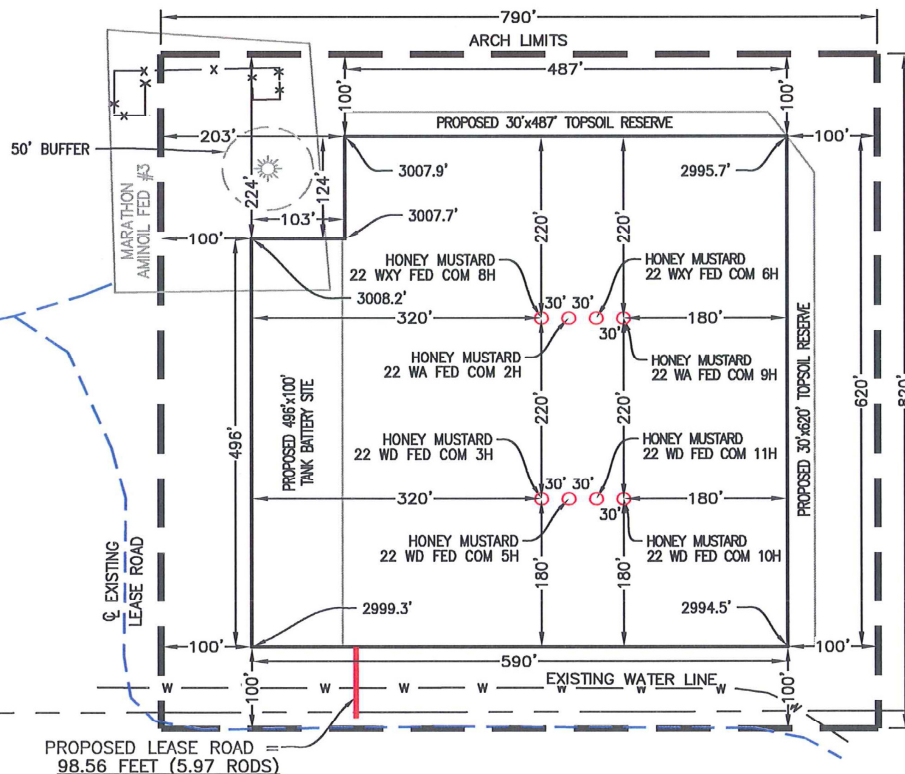 790'
ARCH LIMITS
487'
100'
100'
PROPOSED 30'x487' TOPSOIL RESERVE
203'
100'
50' BUFFER
MARATHON
AMINOIL FED #3
224'
124'
3007.9'
2995.7'
103'
3007.7'
100'
3008.2'
220'
220'
HONEY MUSTARD
22 WXY FED COM 8H
HONEY MUSTARD
22 WXY FED COM 6H
30' 30'
320'
30'
180'
HONEY MUSTARD
22 WA FED COM 2H
HONEY MUSTARD
22 WA FED COM 9H
PROPOSED 496'x100'
TANK BATTERY SITE
496'
220'
220'
620'
820'
PROPOSED 30'x620' TOPSOIL RESERVE
HONEY MUSTARD
22 WD FED COM 3H
HONEY MUSTARD
22 WD FED COM 11H
30' 30'
320'
30'
180'
HONEY MUSTARD
22 WD FED COM 5H
HONEY MUSTARD
22 WD FED COM 10H
180'
180'
℄ EXISTING
LEASE ROAD
2999.3'
2994.5'
100'
100'
590'
100'
100'
EXISTING WATER LINE
W W W W W W W W
PROPOSED LEASE ROAD =
98.56 FEET (5.97 RODS)